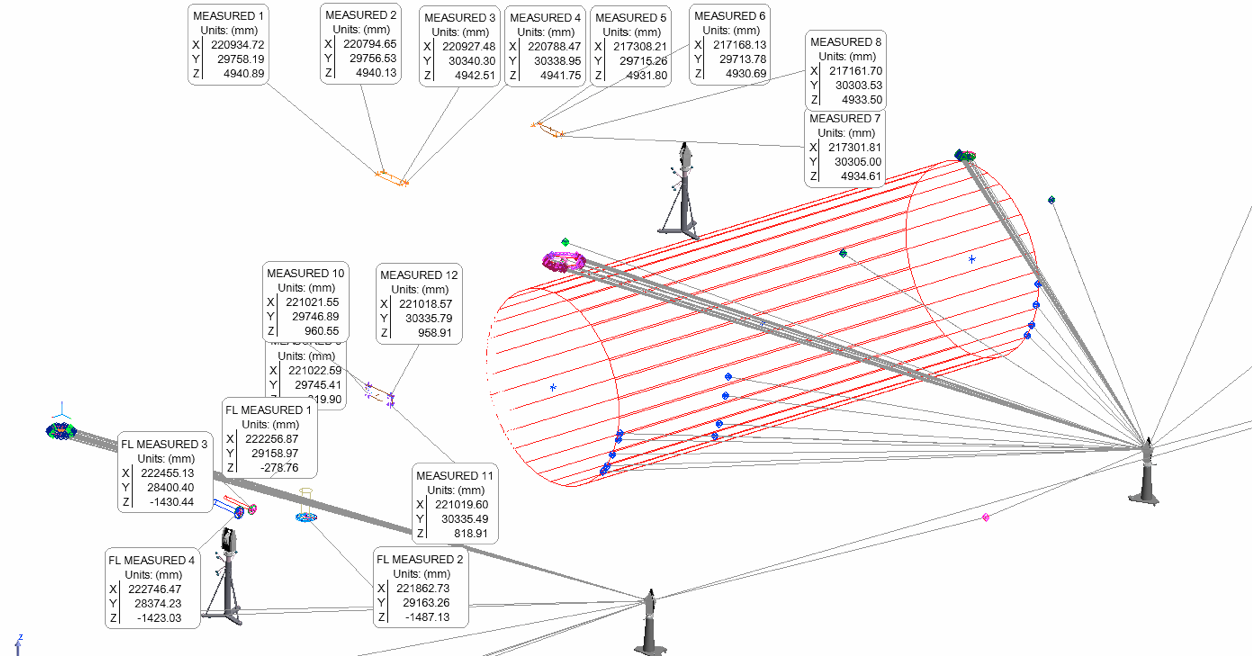 MEASURED 1
Units: (mm)
X 220934.72
Y 29758.19
Z 4940.89
MEASURED 2
Units: (mm)
X 220794.65
Y 29756.53
Z 4940.13
MEASURED 3
Units: (mm)
X 220927.48
Y 30340.30
Z 4942.51
MEASURED 4
Units: (mm)
X 220788.47
Y 30338.95
Z 4941.75
MEASURED 5
Units: (mm)
X 217308.21
Y 29715.26
Z 4931.80
MEASURED 6
Units: (mm)
X 217168.13
Y 29713.78
Z 4930.69
MEASURED 8
Units: (mm)
X 217161.70
Y 30303.53
Z 4933.50
MEASURED 7
Units: (mm)
X 217301.81
Y 30305.00
Z 4934.61
MEASURED 10
Units: (mm)
X 221021.55
Y 29746.89
Z 960.55
MEASURED 12
Units: (mm)
X 221018.57
Y 30335.79
Z 958.91
Units: (mm)
X 221022.59
Y 29745.41
FL MEASURED 1
Units: (mm)
X 222256.87
Y 29158.97
Z -278.76
FL MEASURED 3
Units: (mm)
X 222455.13
Y 28400.40
Z -1430.44
MEASURED 11
Units: (mm)
X 221019.60
Y 30335.49
Z 818.91
FL MEASURED 4
Units: (mm)
X 222746.47
Y 28374.23
Z -1423.03
FL MEASURED 2
Units: (mm)
X 221862.73
Y 29163.26
Z -1487.13
Z